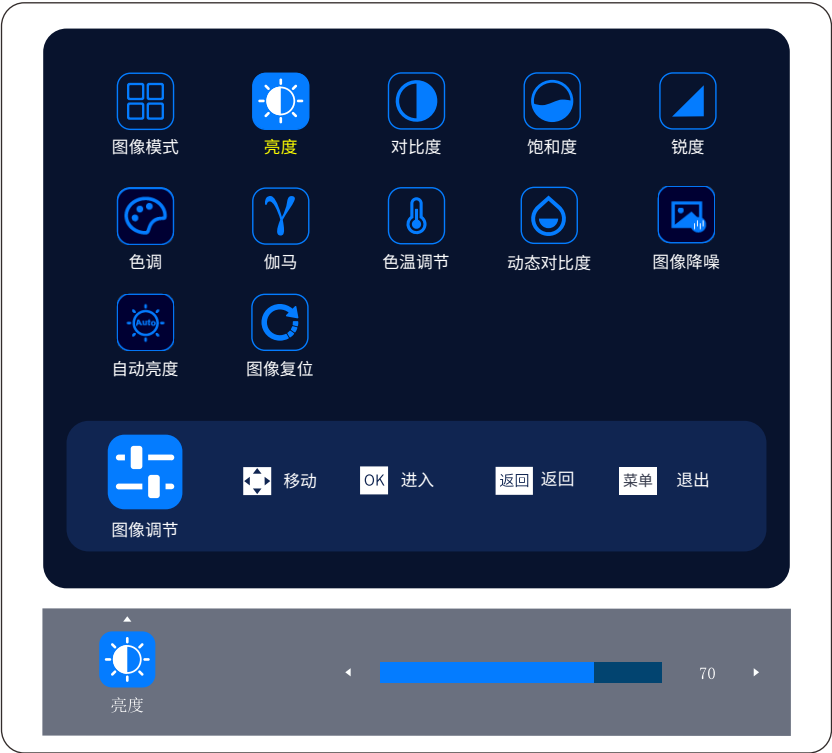 图像模式 亮度 对比度 饱和度 锐度
γ
色调 伽马 色温调节 动态对比度 图像降噪
Auto
自动亮度 图像复位
移动 OK 进入 返回 返回 菜单 退出
图像调节
70
亮度